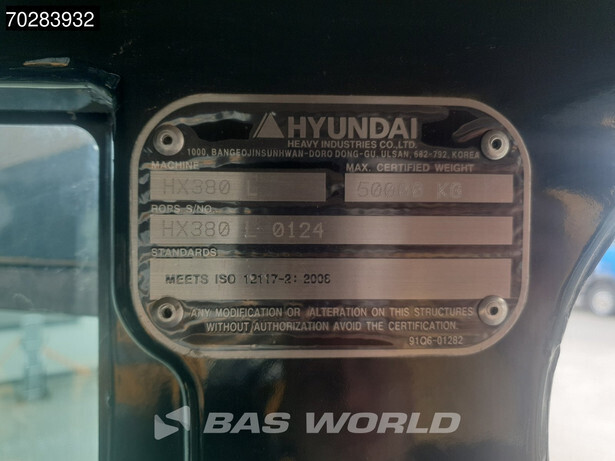 70283932
HYUNDAI
HEAVY INDUSTRIES CO.,LTD.
1000, BANGEOJINSUNHWAN-DORO DONG-GU, ULSAN, 682-792, KOREA
MACHINE MAX. CERTIFIED WEIGHT
HX380 L KG
ROPS S/NO.
HX380 L 0124
STANDARDS
MEETS ISO 12117-2: 2008
ANY MODIFICATION OR ALTERATION ON THIS STRUCTURES
WITHOUT AUTHORIZATION AVOID THE CERTIFICATION.
91Q6-01282
BAS WORLD